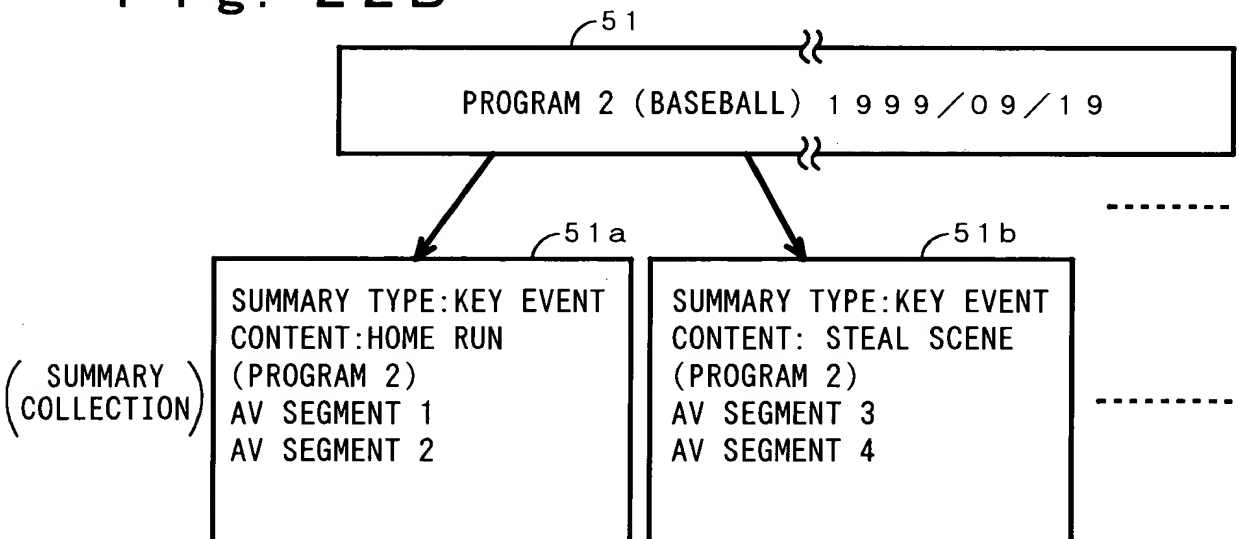 Fig. 22B
51
PROGRAM 2 (BASEBALL) 1999/09/19
51a
51b
SUMMARY TYPE:KEY EVENT
CONTENT:HOME RUN
(PROGRAM 2)
AV SEGMENT 1
AV SEGMENT 2
SUMMARY TYPE:KEY EVENT
CONTENT: STEAL SCENE
(PROGRAM 2)
AV SEGMENT 3
AV SEGMENT 4
(SUMMARY
COLLECTION)